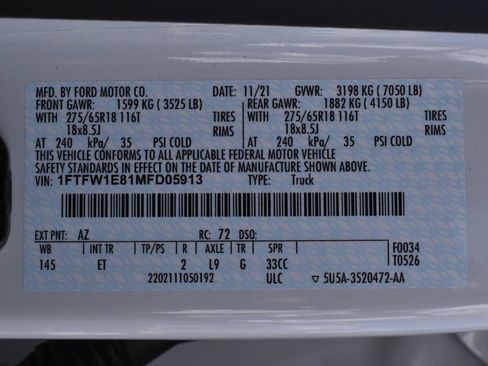 MFD. BY FORD MOTOR CO. DATE: 11/21 GVWR: 3198 KG ( 7050 LB)
FRONT GAWR: 1599 KG ( 3525 LB) REAR GAWR: 1882 KG ( 4150 LB)
WITH 275/65R18 116T TIRES WITH 275/65R18 116T TIRES
18x8.5J RIMS 18x8.5J RIMS
AT 240 kPa/ 35 PSI COLD AT 240 kPa/ 35 PSI COLD
THIS VEHICLE CONFORMS TO ALL APPLICABLE FEDERAL MOTOR VEHICLE
SAFETY STANDARDS IN EFFECT ON THE DATE OF MANUFACTURE SHOWN ABOVE.
VIN: 1FTFW1E81MFD05913 TYPE: Truck
EXT PNT: AZ RC: 72 DSO:
WB INT TR TP/PS R AXLE TR SPR F0034
145 ET 2 L9 G 33CC T0526
2202111050192 ULC 5U5A-3520472-AA